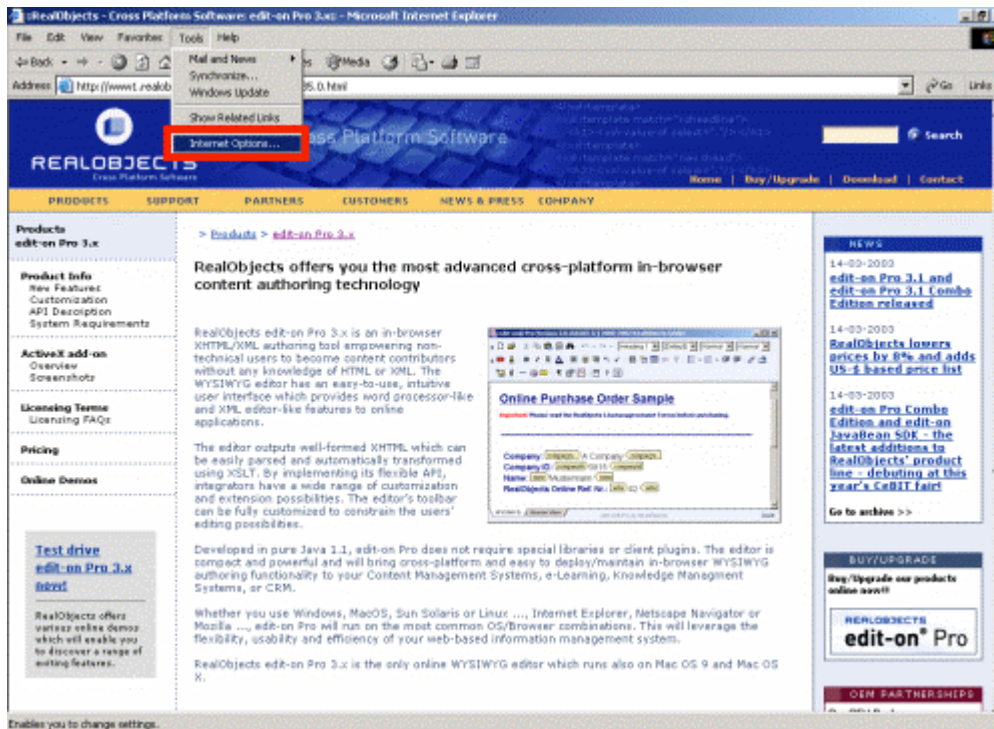 ::RealObjects - Cross Platform Software: edit-on Pro 3.x:: - Microsoft Internet Explorer
File Edit View Favorites Tools Help
Back
Media
Address http://www1.realob
85.0.html
Go Links
Mail and News
Synchronize...
Windows Update
Show Related Links
Internet Options...
REALOBJECTS
Cross Platform Software
Cross Platform Software
Search
Home | Buy/Upgrade | Download | Contact
PRODUCTS SUPPORT PARTNERS CUSTOMERS NEWS & PRESS COMPANY
Products
edit-on Pro 3.x
Product Info
New Features
Customization
API Description
System Requirements
ActiveX add-on
Overview
Screenshots
Licensing Terms
Licensing FAQs
Pricing
Online Demos
Test drive
edit-on Pro 3.x
now!
RealObjects offers
various online demos
which will enable you
to discover a range of
exiting features.
> Products > edit-on Pro 3.x
RealObjects offers you the most advanced cross-platform in-browser
content authoring technology
RealObjects edit-on Pro 3.x is an in-browser
XHTML/XML authoring tool empowering non-
technical users to become content contributors
without any knowledge of HTML or XML. The
WYSIWYG editor has an easy-to-use, intuitive
user interface which provides word processor-like
and XML editor-like features to online
applications.
The editor outputs well-formed XHTML which can
be easily parsed and automatically transformed
using XSLT. By implementing its flexible API,
integrators have a wide range of customization
and extension possibilities. The editor's toolbar
can be fully customized to constrain the users'
editing possibilities.
Online Purchase Order Sample
Company: A Company
Company ID:
Name: Mustermann
RealObjects Online Ref. Nr.:
Developed in pure Java 1.1, edit-on Pro does not require special libraries or client plugins. The editor is
compact and powerful and will bring cross-platform and easy to deploy/maintain in-browser WYSIWYG
authoring functionality to your Content Management Systems, e-Learning, Knowledge Managment
Systems, or CRM.
Whether you use Windows, MacOS, Sun Solaris or Linux ..., Internet Explorer, Netscape Navigator or
Mozilla ..., edit-on Pro will run on the most common OS/Browser combinations. This will leverage the
flexibility, usability and efficiency of your web-based information management system.
RealObjects edit-on Pro 3.x is the only online WYSIWYG editor which runs also on Mac OS 9 and Mac OS
X.
NEWS
14-03-2003
edit-on Pro 3.1 and
edit-on Pro 3.1 Combo
Edition released
14-03-2003
RealObjects lowers
prices by 8% and adds
US-$ based price list
14-03-2003
edit-on Pro Combo
Edition and edit-on
JavaBean SDK - the
latest additions to
RealObjects' product
line - debuting at this
year's CeBIT fair!
Go to archive >>
BUY/UPGRADE
Buy/Upgrade our products
online now!!
REALOBJECTS
edit-on® Pro
OEM PARTNERSHIPS
Enables you to change settings.